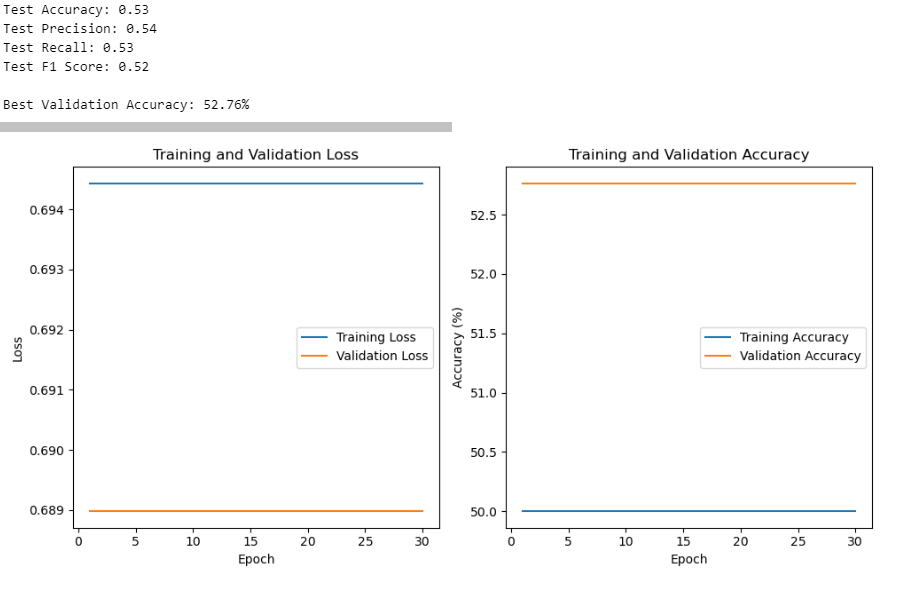 Test Accuracy: 0.53
Test Precision: 0.54
Test Recall: 0.53
Test F1 Score: 0.52
Best Validation Accuracy: 52.76%
Training and Validation Loss
0.694
0.693
0.692
0.691
0.690
0.689
Loss
Training Loss
Validation Loss
0 5 10 15 20 25 30
Epoch
Training and Validation Accuracy
52.5
52.0
51.5
51.0
50.5
50.0
Accuracy (%)
Training Accuracy
Validation Accuracy
0 5 10 15 20 25 30
Epoch